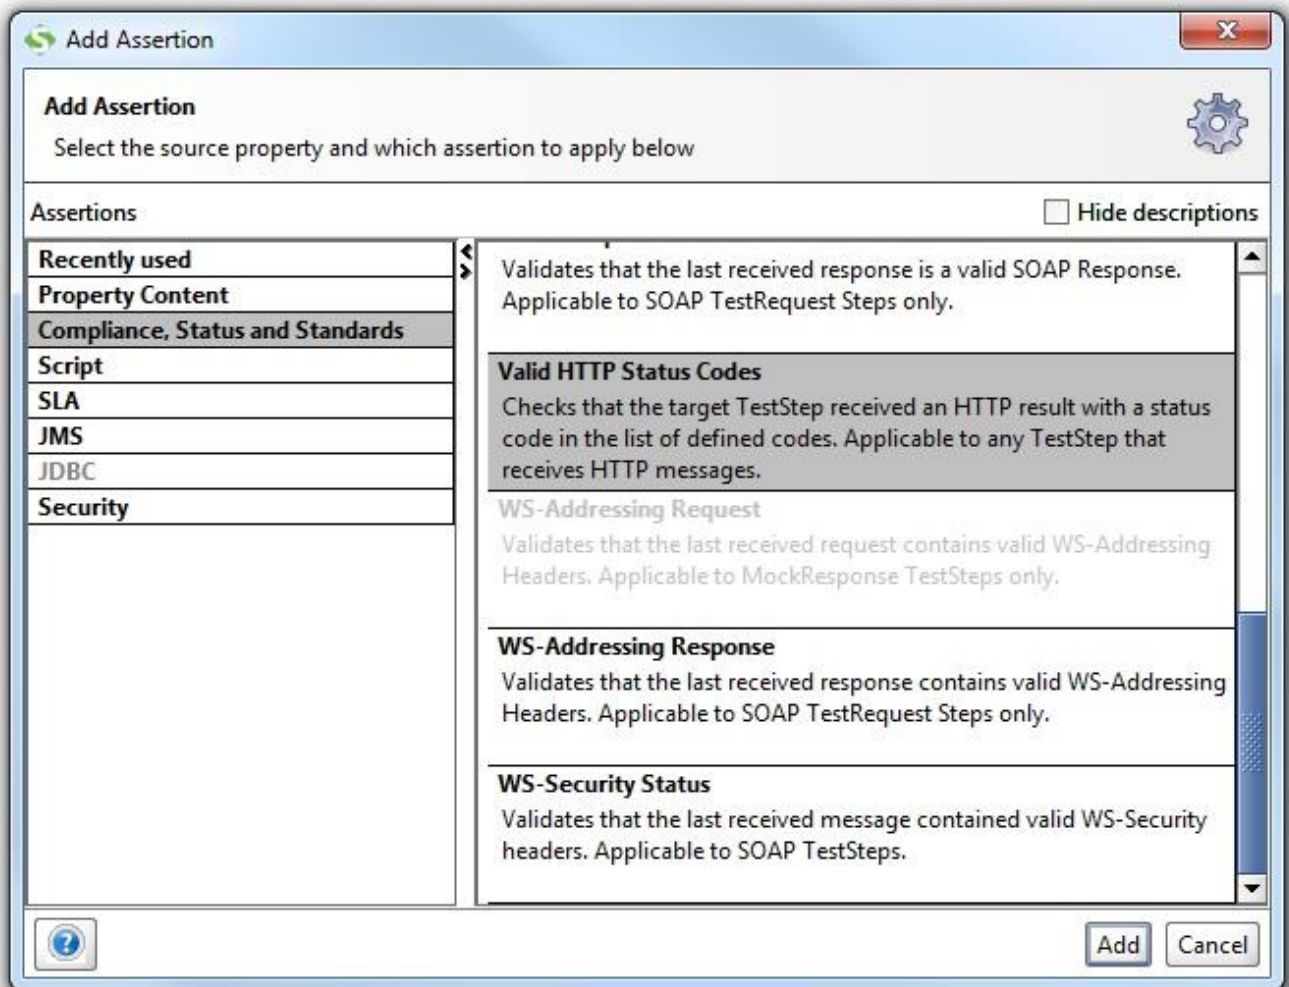 Add Assertion
Add Assertion
Select the source property and which assertion to apply below
Assertions
Hide descriptions
Recently used
Property Content
Compliance, Status and Standards
Script
SLA
JMS
JDBC
Security
Validates that the last received response is a valid SOAP Response.
Applicable to SOAP TestRequest Steps only.
Valid HTTP Status Codes
Checks that the target TestStep received an HTTP result with a status
code in the list of defined codes. Applicable to any TestStep that
receives HTTP messages.
WS-Addressing Request
Validates that the last received request contains valid WS-Addressing
Headers. Applicable to MockResponse TestSteps only.
WS-Addressing Response
Validates that the last received response contains valid WS-Addressing
Headers. Applicable to SOAP TestRequest Steps only.
WS-Security Status
Validates that the last received message contained valid WS-Security
headers. Applicable to SOAP TestSteps.
Add
Cancel